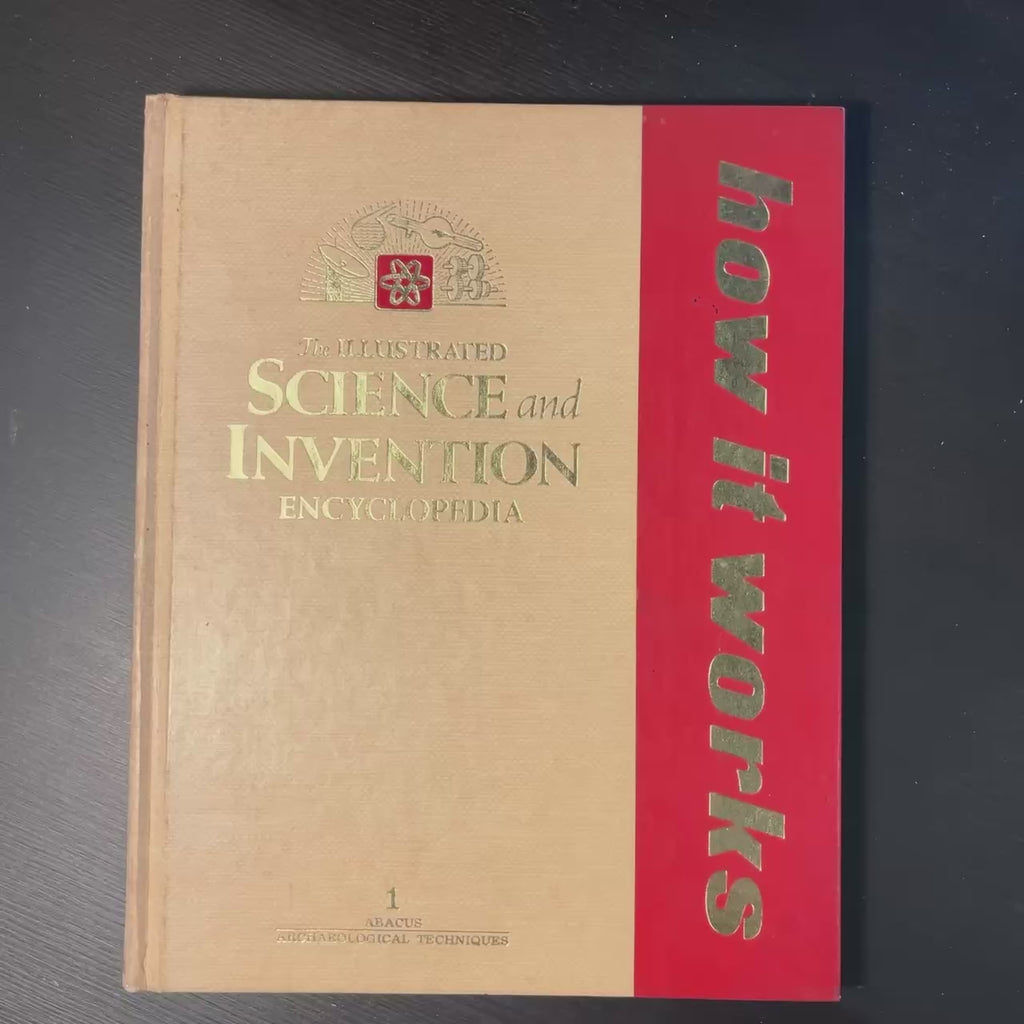 The ILLUSTRATED
SCIENCE and
INVENTION
ENCYCLOPEDIA
1
ABACUS
ARCHAEOLOGICAL TECHNIQUES
how it works